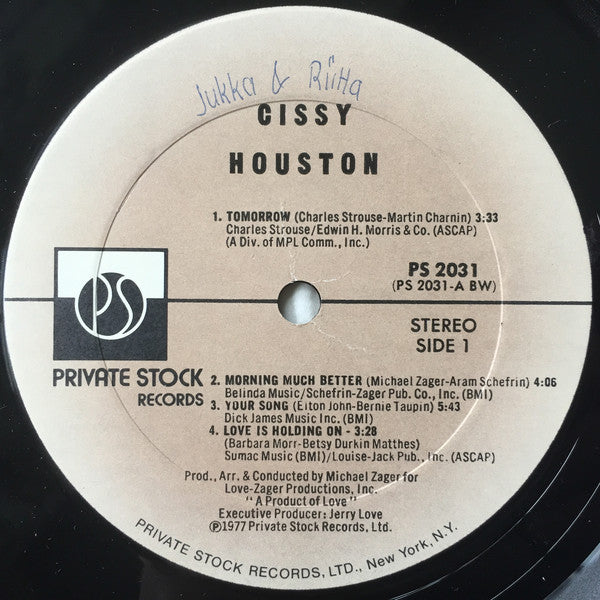 Jukka & Riitta
CISSY
HOUSTON
1. TOMORROW (Charles Strouse-Martin Charnin) 3:33
Charles Strouse/Edwin H. Morris & Co. (ASCAP)
(A Div. of MPL Comm., Inc.)
PS 2031
(PS 2031-A BW)
PS
STEREO
SIDE 1
PRIVATE STOCK
RECORDS
2. MORNING MUCH BETTER (Michael Zager-Aram Schefrin) 4:06
Belinda Music/Schefrin-Zager Pub. Co., Inc. (BMI)
3. YOUR SONG (Elton John-Bernie Taupin) 5:43
Dick James Music Inc. (BMI)
4. LOVE IS HOLDING ON - 3:28
(Barbara Morr-Betsy Durkin Matthes)
Sumac Music (BMI)/Louise-Jack Pub., Inc. (ASCAP)
Prod., Arr. & Conducted by Michael Zager for
Love-Zager Productions, Inc.
"A Product of Love"
Executive Producer: Jerry Love
℗1977 Private Stock Records, Ltd.
PRIVATE STOCK RECORDS, LTD., New York, N.Y.